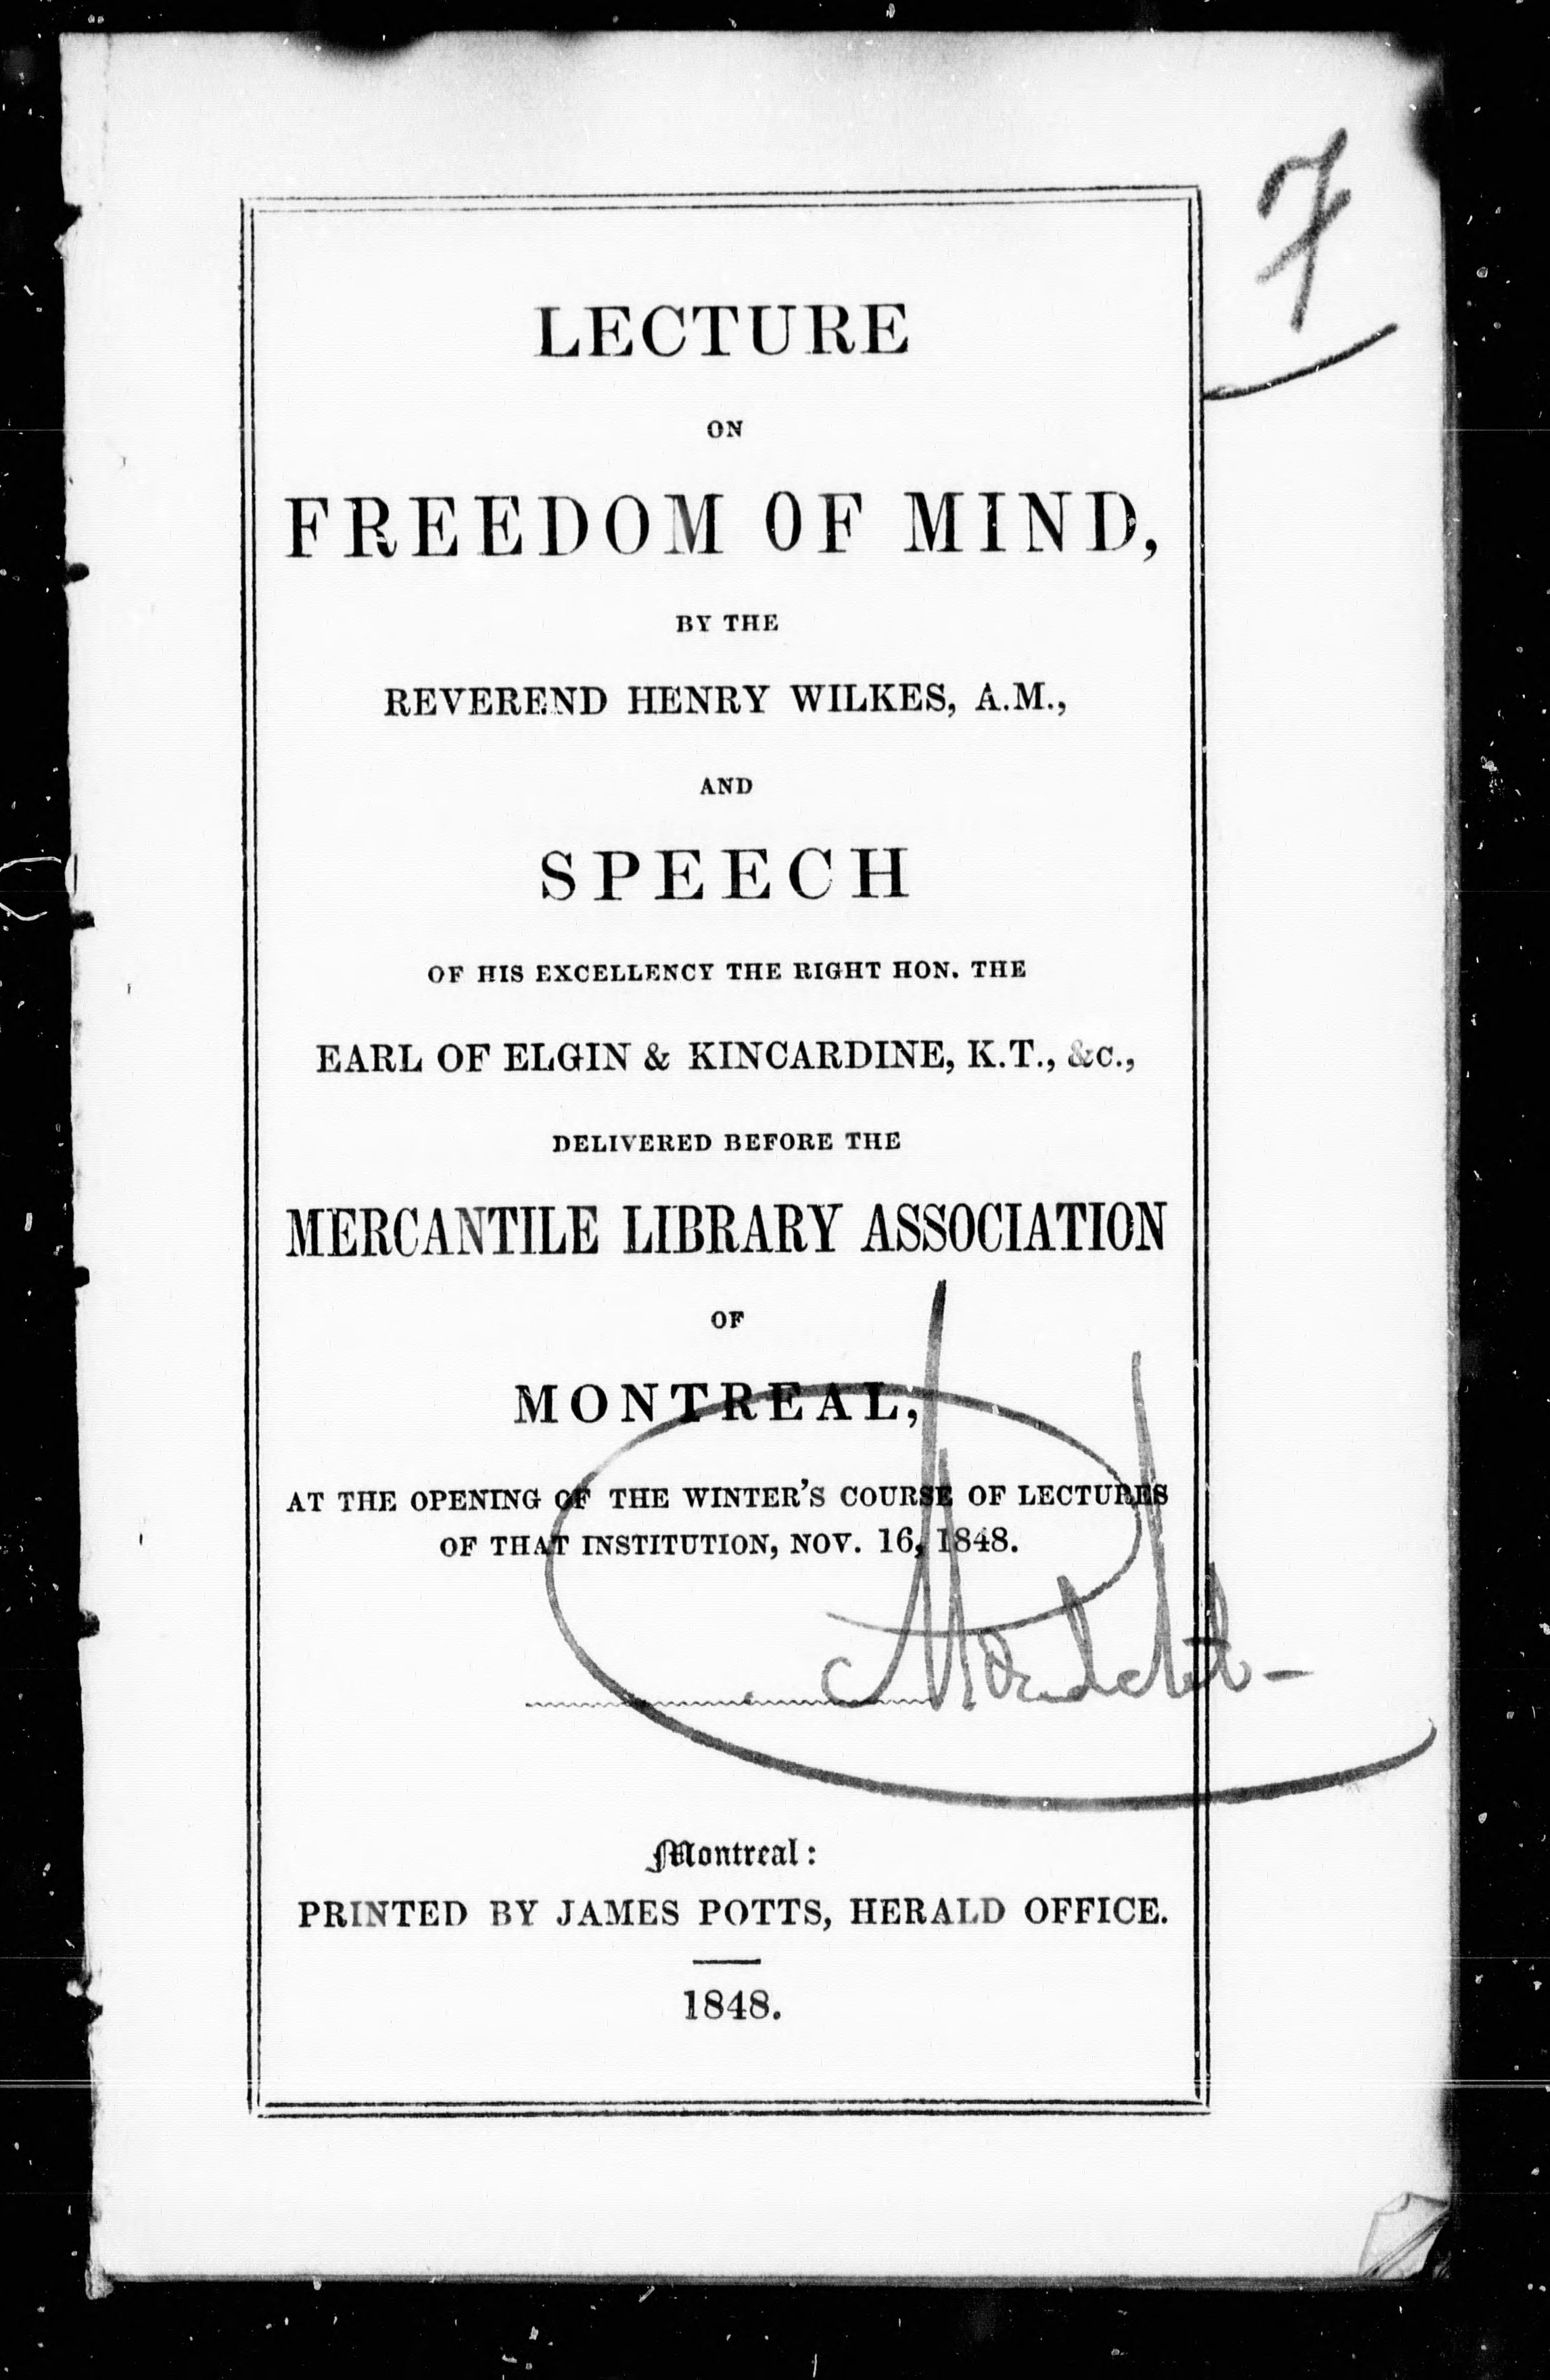 7
LECTURE
ON
FREEDOM OF MIND,
BY THE
REVEREND HENRY WILKES, A.M.,
AND
SPEECH
OF HIS EXCELLENCY THE RIGHT HON. THE
EARL OF ELGIN & KINCARDINE, K.T., &c.,
DELIVERED BEFORE THE
MERCANTILE LIBRARY ASSOCIATION
OF
MONTREAL,
AT THE OPENING OF THE WINTER'S COURSE OF LECTURES
OF THAT INSTITUTION, NOV. 16, 1848.
Montreal:
PRINTED BY JAMES POTTS, HERALD OFFICE.
1848.